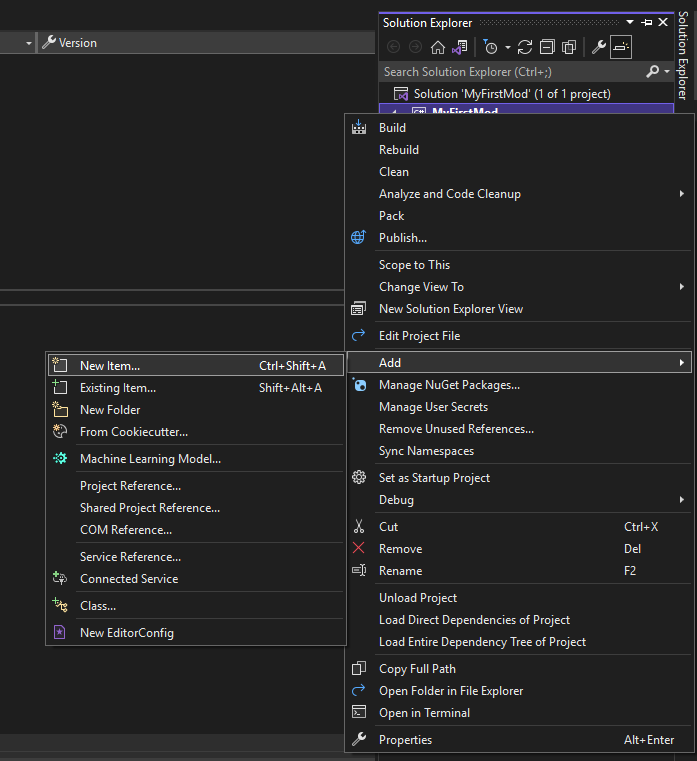 Solution Explorer
Version
Search Solution Explorer (Ctrl+;)
Solution 'MyFirstMod' (1 of 1 project)
MyFirstMod
Solution Explorer
Build
Rebuild
Clean
Analyze and Code Cleanup
Pack
Publish...
Scope to This
Change View To
New Solution Explorer View
Edit Project File
Add
Manage NuGet Packages...
Manage User Secrets
Remove Unused References...
Sync Namespaces
Set as Startup Project
Debug
Cut Ctrl+X
Remove Del
Rename F2
Unload Project
Load Direct Dependencies of Project
Load Entire Dependency Tree of Project
Copy Full Path
Open Folder in File Explorer
Open in Terminal
Properties Alt+Enter
New Item... Ctrl+Shift+A
Existing Item... Shift+Alt+A
New Folder
From Cookiecutter...
Machine Learning Model...
Project Reference...
Shared Project Reference...
COM Reference...
Service Reference...
Connected Service
Class...
New EditorConfig